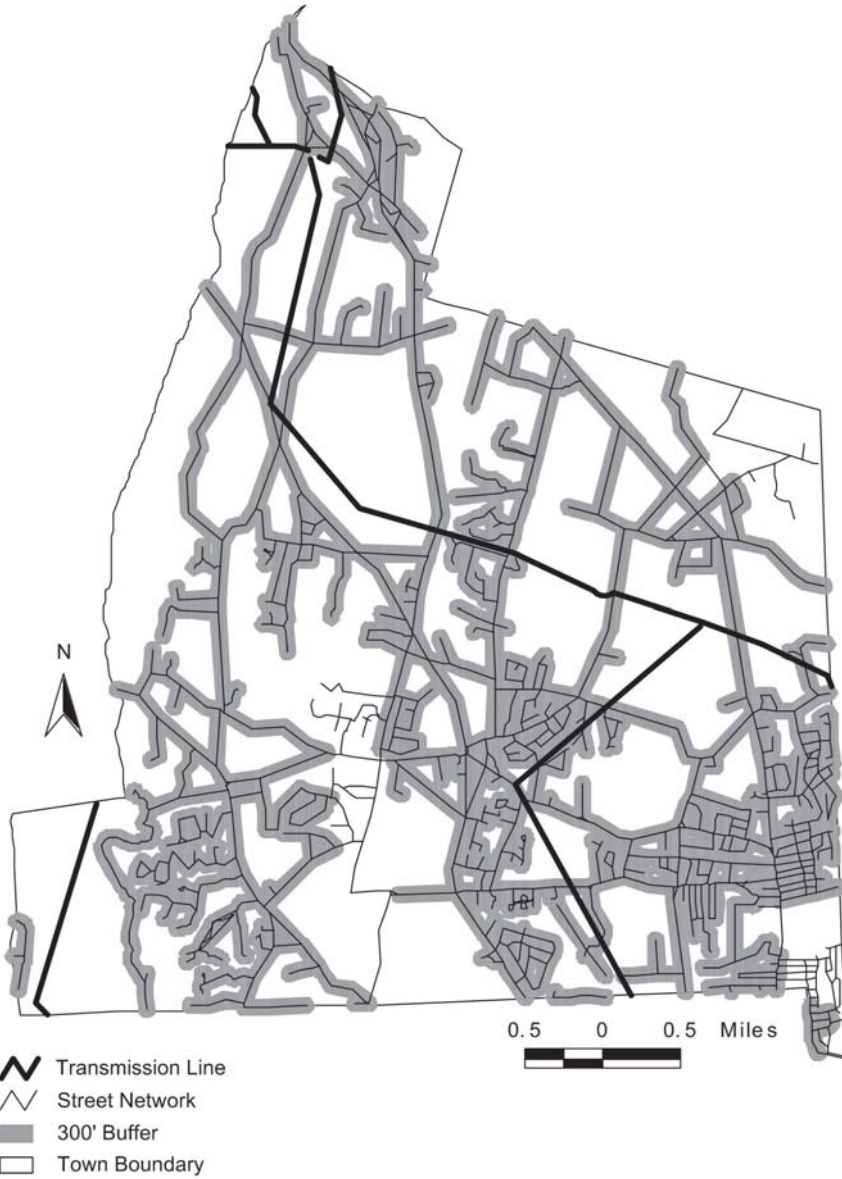 N
0.5 0 0.5 Miles
Transmission Line
Street Network
300' Buffer
Town Boundary